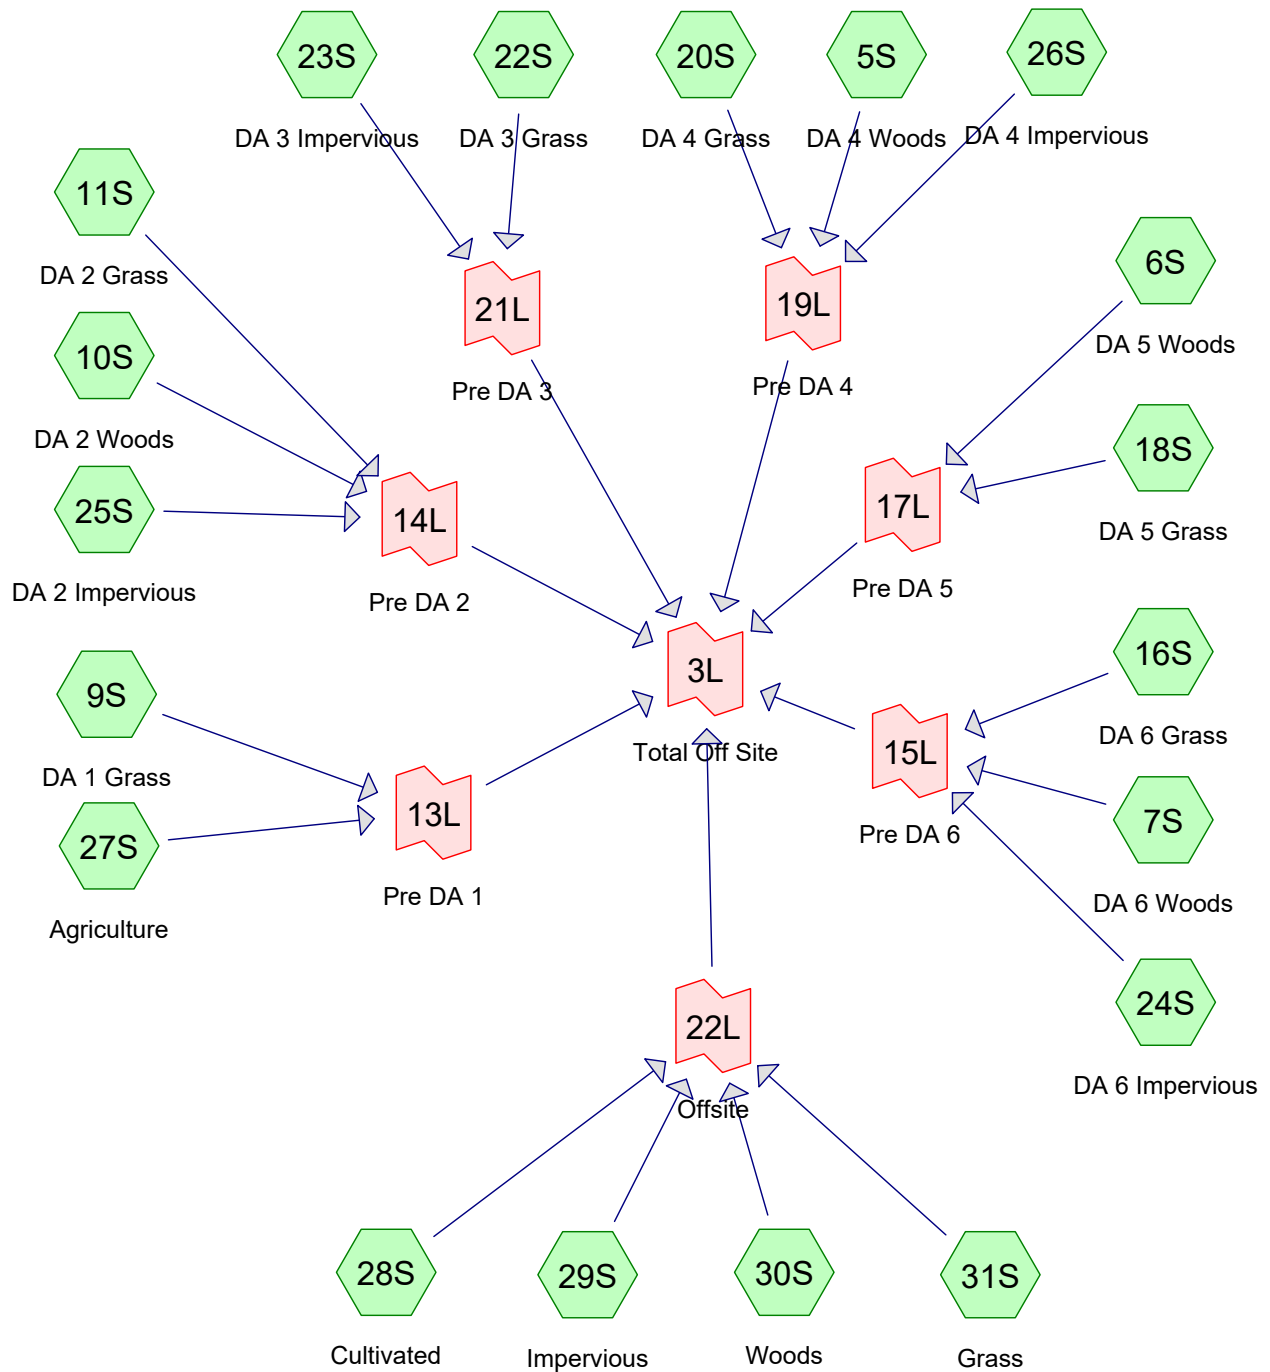 23S
DA 3 Impervious
22S
DA 3 Grass
20S
DA 4 Grass
5S
DA 4 Woods
26S
DA 4 Impervious
11S
DA 2 Grass
10S
DA 2 Woods
25S
DA 2 Impervious
21L
Pre DA 3
19L
Pre DA 4
6S
DA 5 Woods
18S
DA 5 Grass
14L
Pre DA 2
17L
Pre DA 5
3L
Total Off Site
9S
DA 1 Grass
27S
Agriculture
13L
Pre DA 1
15L
Pre DA 6
16S
DA 6 Grass
7S
DA 6 Woods
24S
DA 6 Impervious
22L
Offsite
28S
Cultivated
29S
Impervious
30S
Woods
31S
Grass